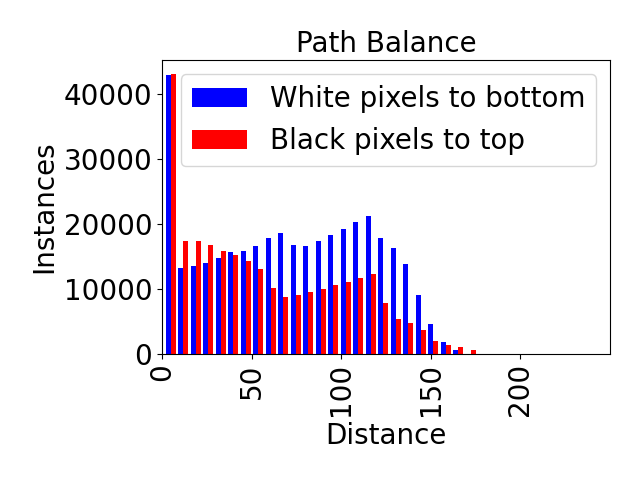 Path Balance
White pixels to bottom
Black pixels to top
Instances
40000
30000
20000
10000
0
0
50
100
150
200
Distance